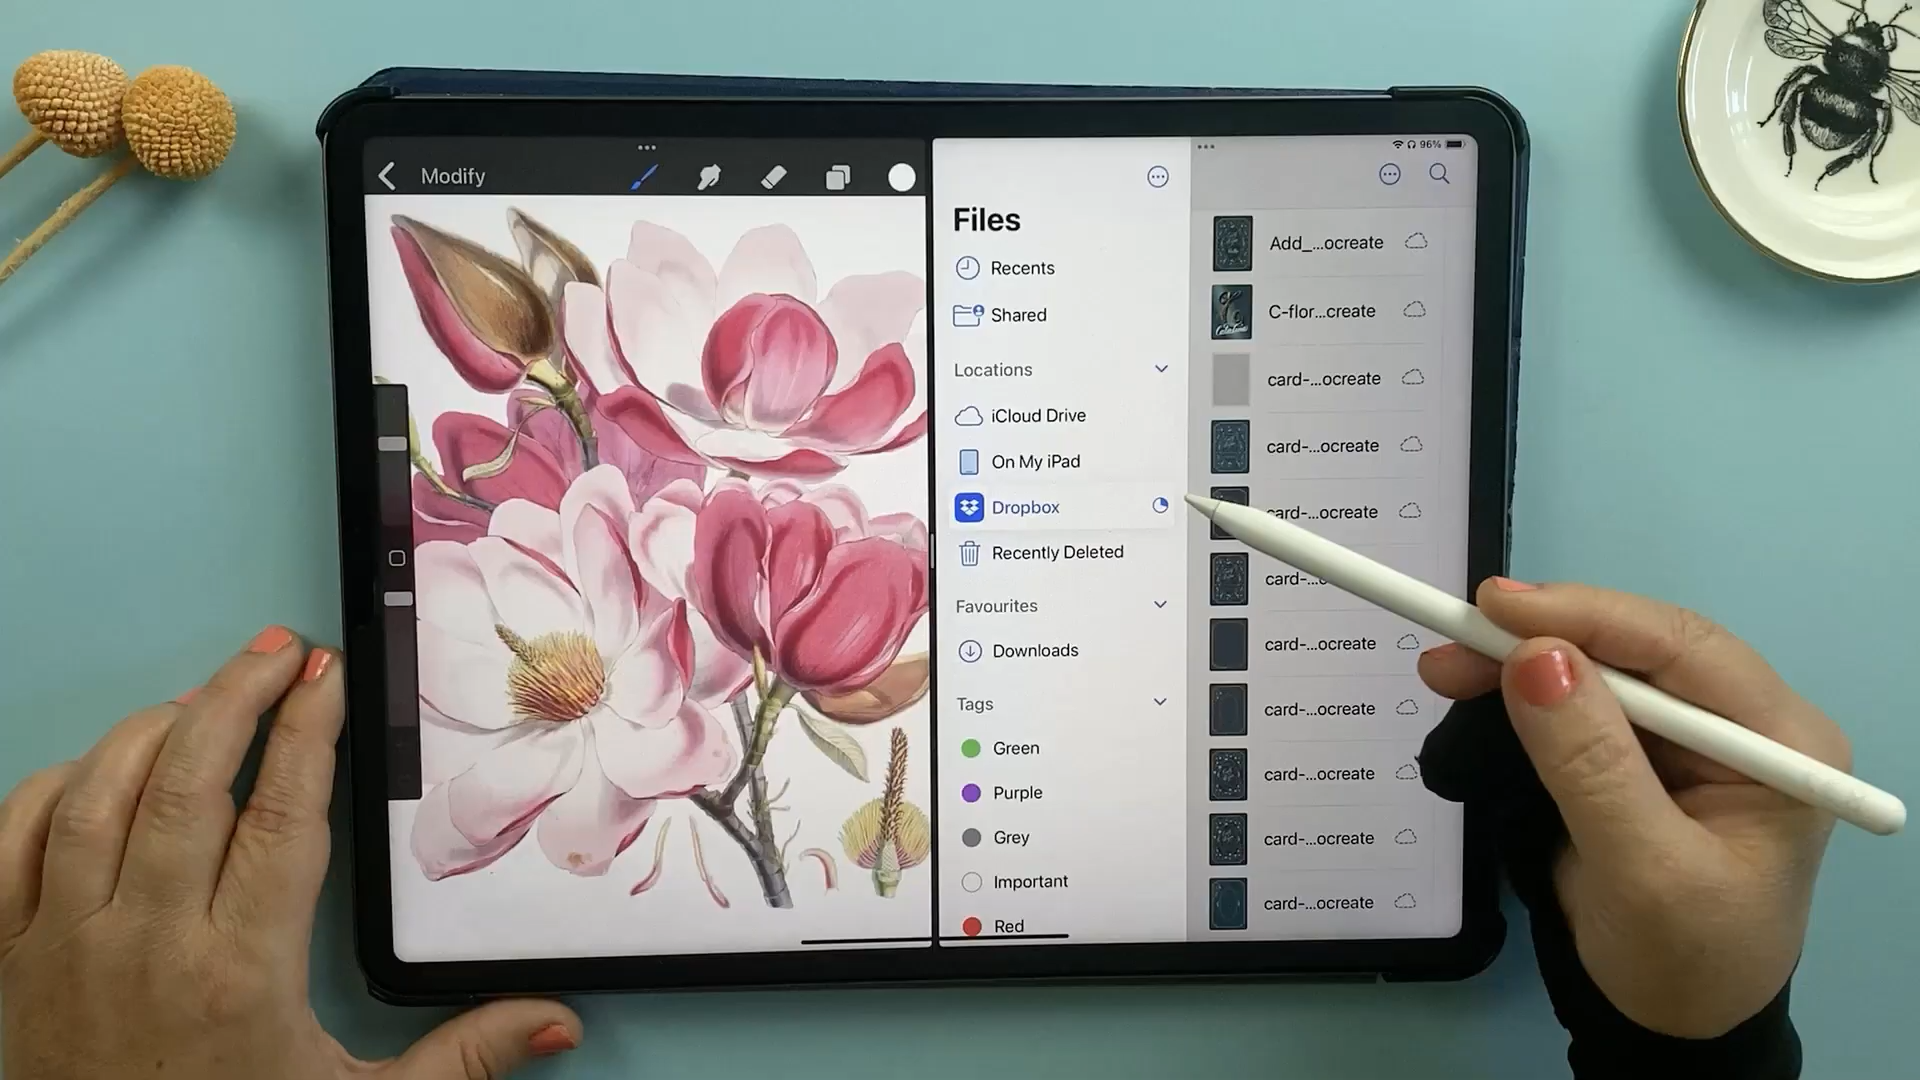 Modify
Files
Recents
Shared
Locations
iCloud Drive
On My iPad
Dropbox
Recently Deleted
Favourites
Downloads
Tags
Green
Purple
Grey
Important
Red
96%
Add_...ocreate
C-flor...create
card-...ocreate
card-...ocreate
card-...ocreate
card-...
card-...ocreate
card-...ocreate
card-...ocreate
card-...ocreate
card-...ocreate